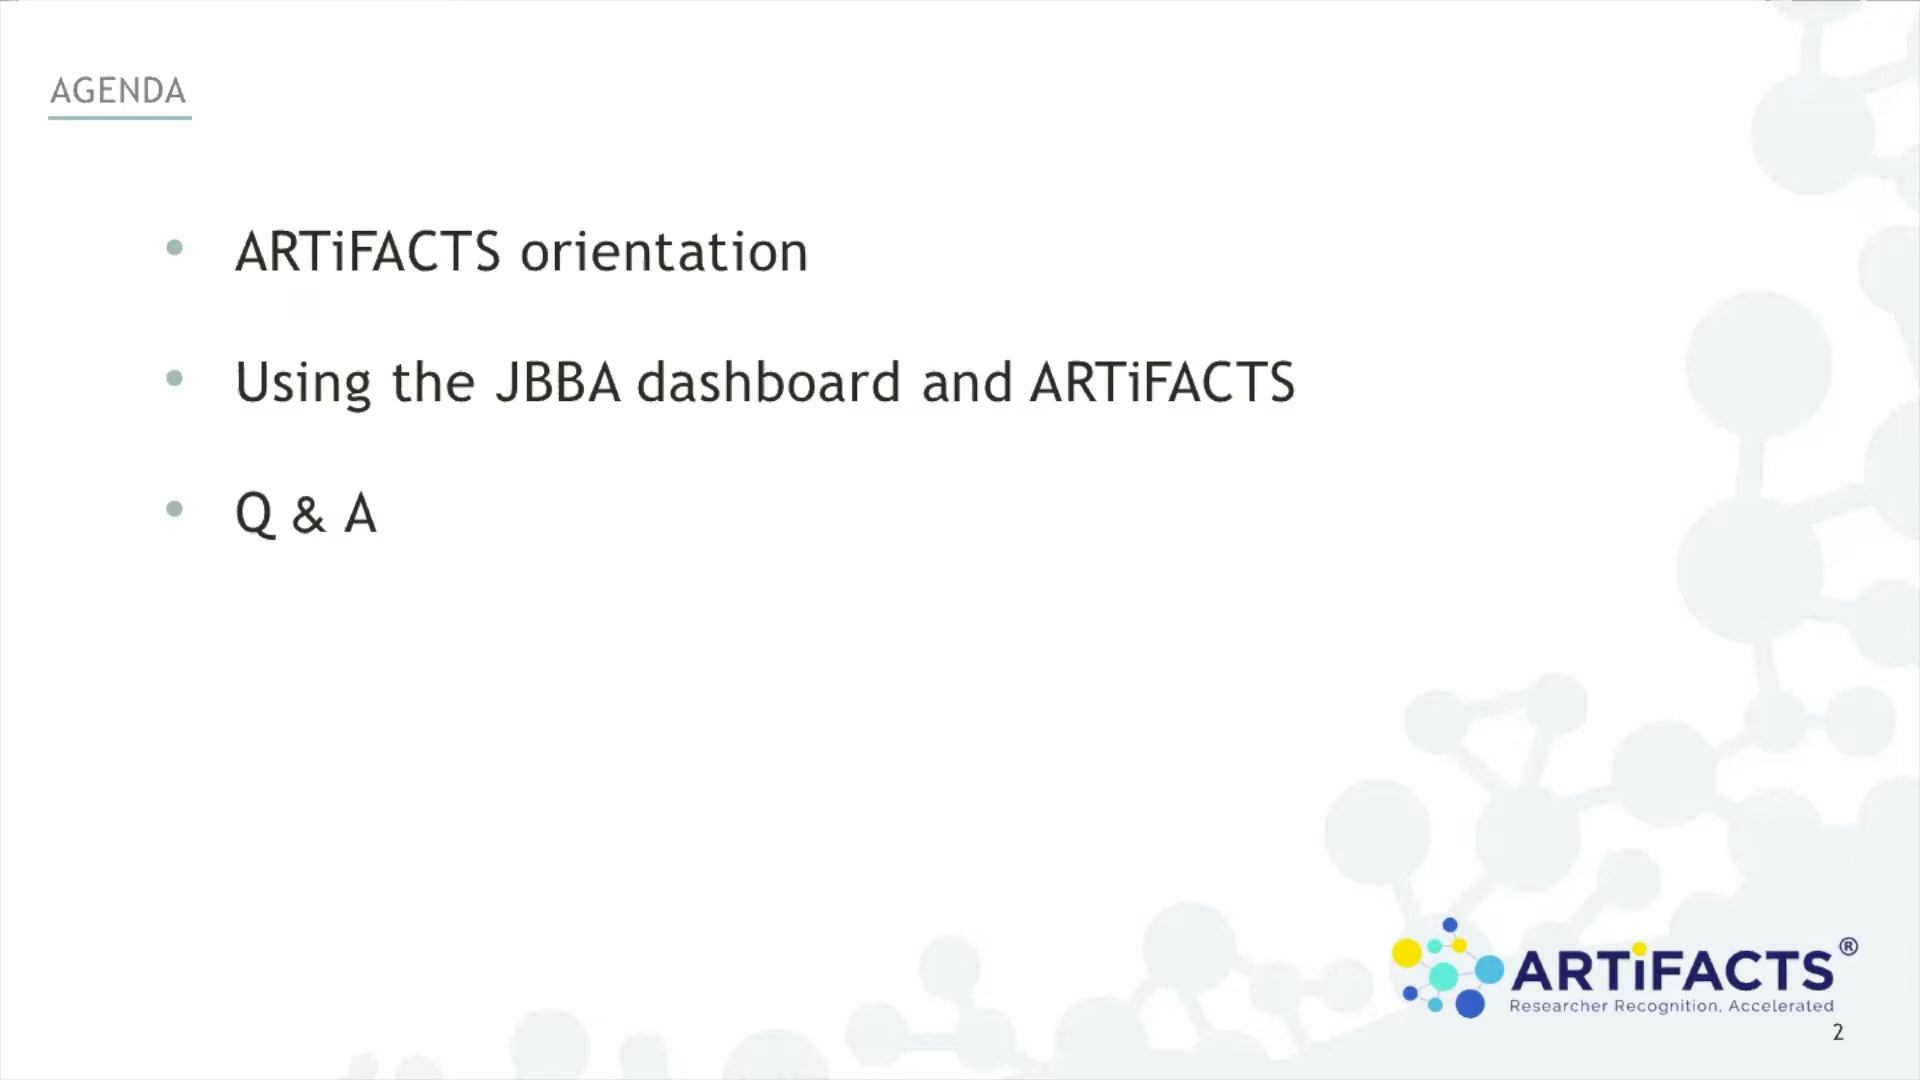 AGENDA
• ARTiFACTS orientation
• Using the JBBA dashboard and ARTiFACTS
• Q & A
ARTiFACTS®
Researcher Recognition, Accelerated
2